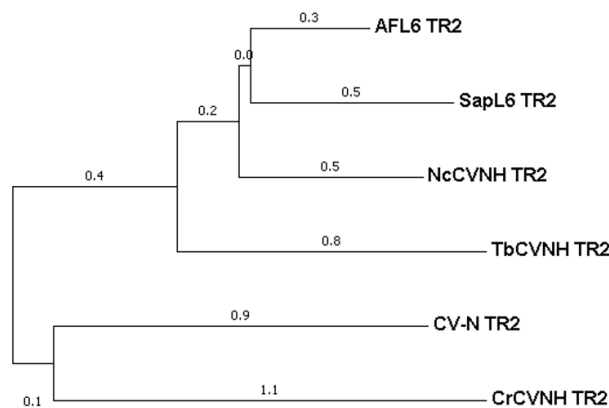 0.3
AFL6 TR2
0.0
0.5
SapL6 TR2
0.2
0.5
NcCVNH TR2
0.4
0.8
TbCVNH TR2
0.9
CV-N TR2
0.1
1.1
CrCVNH TR2